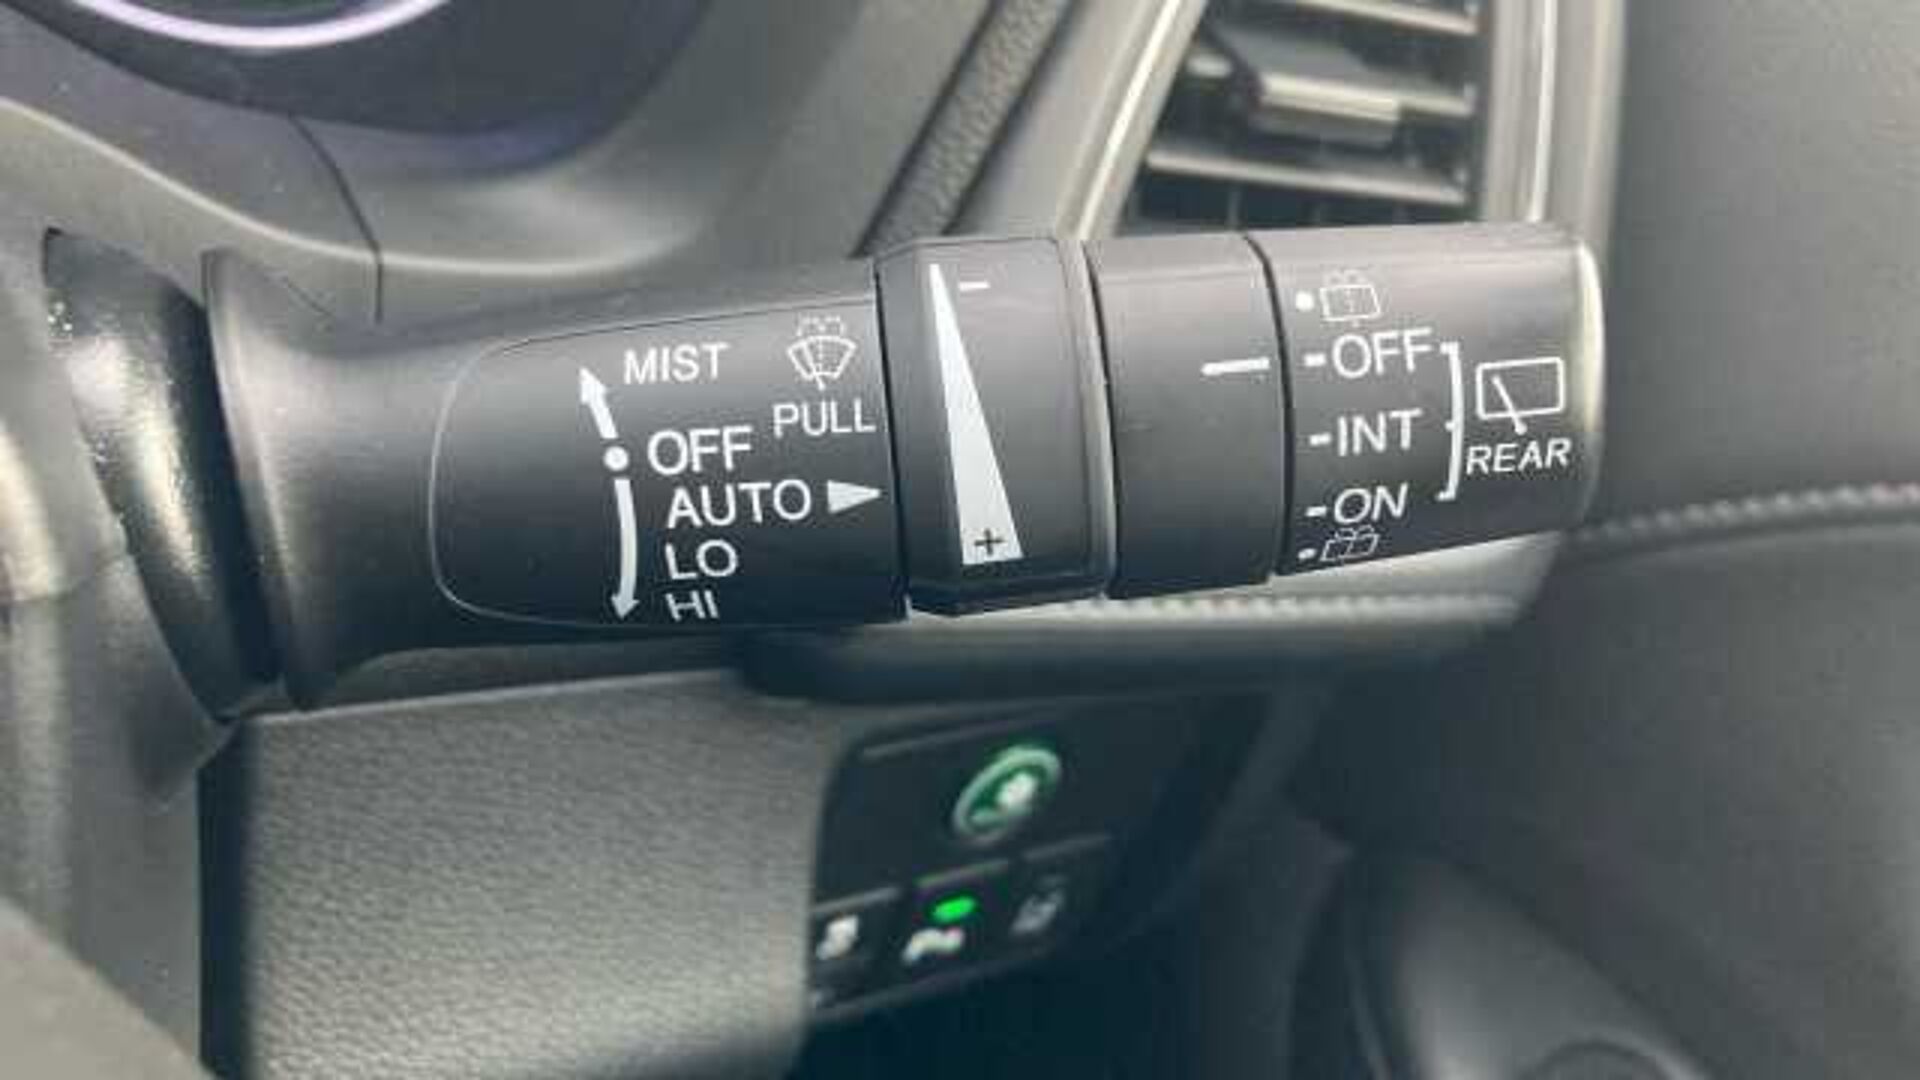 MIST
PULL
OFF
AUTO
LO
HI
-
+
OFF
INT
ON
REAR